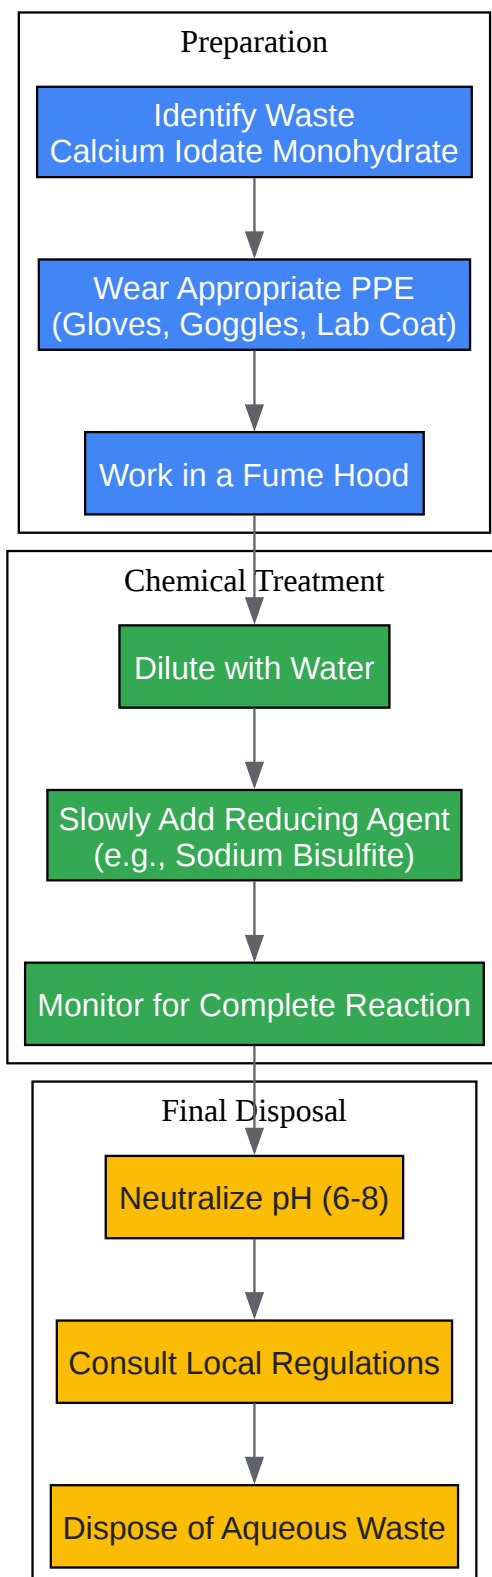 Preparation
Identify Waste
Calcium Iodate Monohydrate
Wear Appropriate PPE
(Gloves, Goggles, Lab Coat)
Work in a Fume Hood
Chemical Treatment
Dilute with Water
Slowly Add Reducing Agent
(e.g., Sodium Bisulfite)
Monitor for Complete Reaction
Final Disposal
Neutralize pH (6-8)
Consult Local Regulations
Dispose of Aqueous Waste